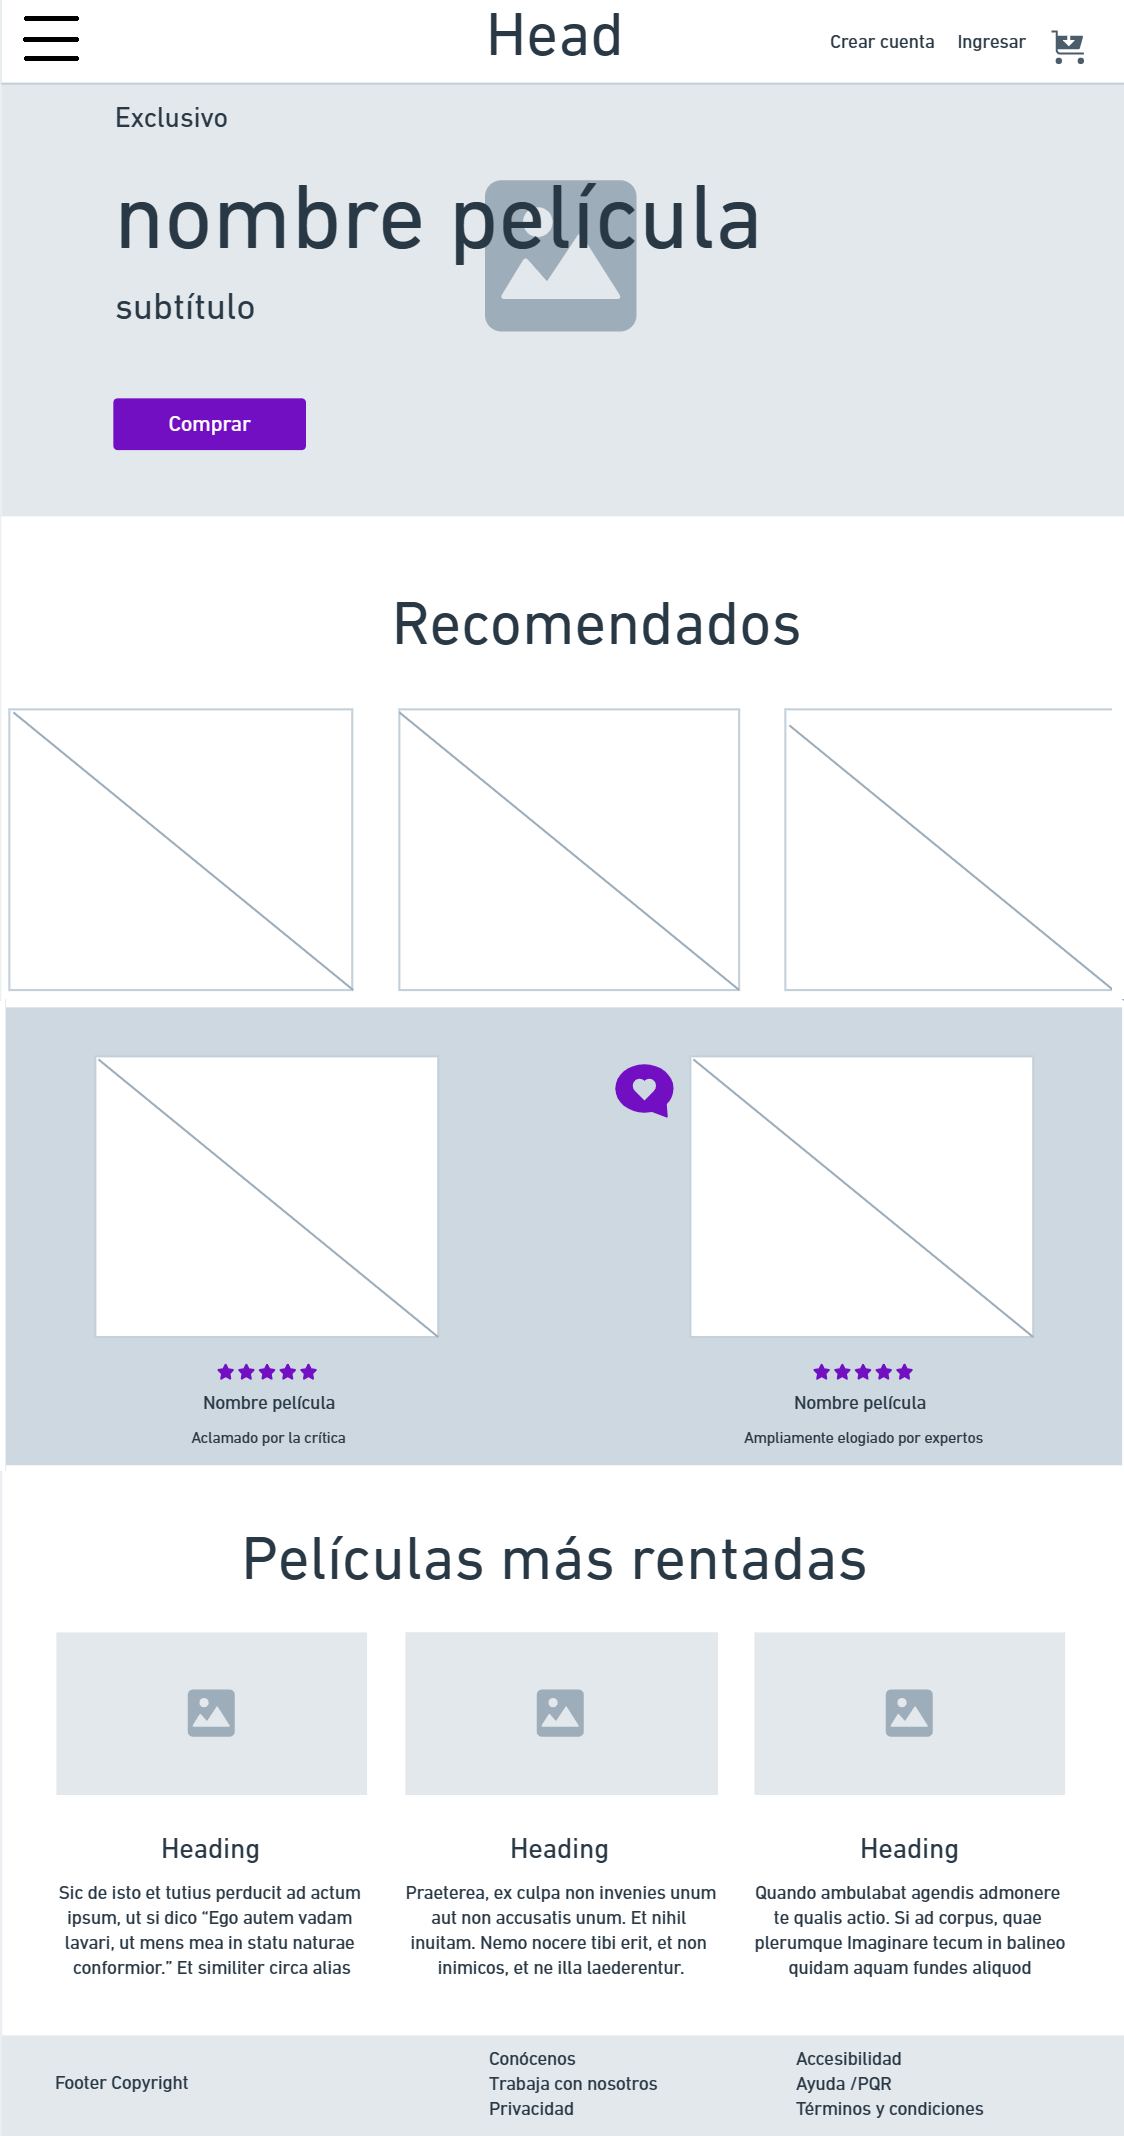 Head
Crear cuenta
Ingresar
Exclusivo
nombre película
subtítulo
Comprar
Recomendados
Nombre película
Aclamado por la crítica
Nombre película
Ampliamente elogiado por expertos
Películas más rentadas
Heading
Sic de isto et tutius perducit ad actum
ipsum, ut si dico “Ego autem vadam
lavari, ut mens mea in statu naturae
conformior.” Et similiter circa alias
Heading
Praeterea, ex culpa non invenies unum
aut non accusatis unum. Et nihil
inuitam. Nemo nocere tibi erit, et non
inimicos, et ne illa laederentur.
Heading
Quando ambulabat agendis admonere
te qualis actio. Si ad corpus, quae
plerumque Imaginare tecum in balineo
quidam aquam fundes aliquod
Footer Copyright
Conócenos
Trabaja con nosotros
Privacidad
Accesibilidad
Ayuda /PQR
Términos y condiciones